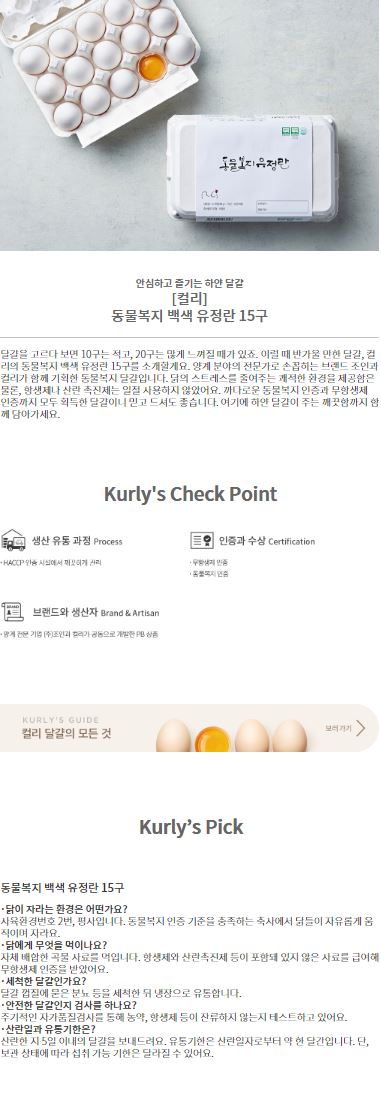 동물복지유정란
안심하고 즐기는 하얀 달걀
[컬리]
동물복지 백색 유정란 15구
달걀을 고르다 보면 10구는 적고, 20구는 많게 느껴질 때가 있죠. 이럴 때 반가울 만한 달걀, 컬
리의 동물복지 백색 유정란 15구를 소개할게요. 양계 분야의 전문가로 손꼽히는 브랜드 조인과
컬리가 함께 기획한 동물복지 달걀입니다. 닭의 스트레스를 줄여주는 쾌적한 환경을 제공함은
물론, 항생제나 산란 촉진제는 일절 사용하지 않았어요. 까다로운 동물복지 인증과 무항생제
인증까지 모두 획득한 달걀이니 믿고 드셔도 좋습니다. 여기에 하얀 달걀이 주는 깨끗함까지 함
께 담아가세요.
Kurly's Check Point
생산 유통 과정 Process
· HACCP 인증 시설에서 깨끗하게 관리
인증과 수상 Certification
· 무항생제 인증
· 동물복지 인증
브랜드와 생산자 Brand & Artisan
· 양계 전문 기업 (주)조인과 컬리가 공동으로 개발한 PB 상품
KURLY'S GUIDE
컬리 달걀의 모든 것
보러가기
Kurly’s Pick
동물복지 백색 유정란 15구
·닭이 자라는 환경은 어떤가요?
사육환경번호 2번, 평사입니다. 동물복지 인증 기준을 충족하는 축사에서 닭들이 자유롭게 움
직이며 자라요.
·닭에게 무엇을 먹이나요?
자체 배합한 곡물 사료를 먹입니다. 항생제와 산란촉진제 등이 포함돼 있지 않은 사료를 급여해
무항생제 인증을 받았어요.
·세척한 달걀인가요?
달걀 껍질에 묻은 분뇨 등을 세척한 뒤 냉장으로 유통합니다.
·안전한 달걀인지 검사를 하나요?
주기적인 자가품질검사를 통해 농약, 항생제 등이 잔류하지 않는지 테스트하고 있어요.
·산란일과 유통기한은?
산란한 지 5일 이내의 달걀을 보내드려요. 유통기한은 산란일자로부터 약 한 달간입니다. 단,
보관 상태에 따라 섭취 가능 기한은 달라질 수 있어요.